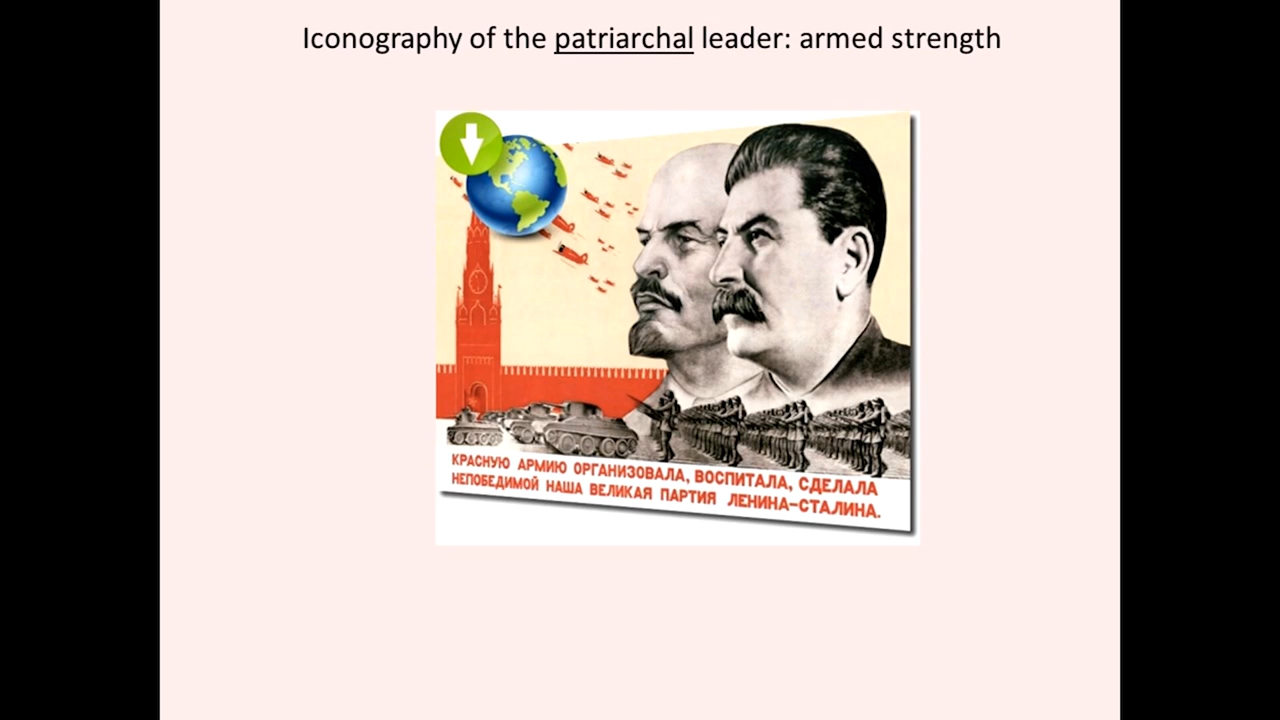 Iconography of the patriarchal leader: armed strength
КРАСНУЮ АРМИЮ ОРГАНИЗОВАЛА, ВОСПИТАЛА, СДЕЛАЛА
НЕПОБЕДИМОЙ НАША ВЕЛИКАЯ ПАРТИЯ ЛЕНИНА–СТАЛИНА.